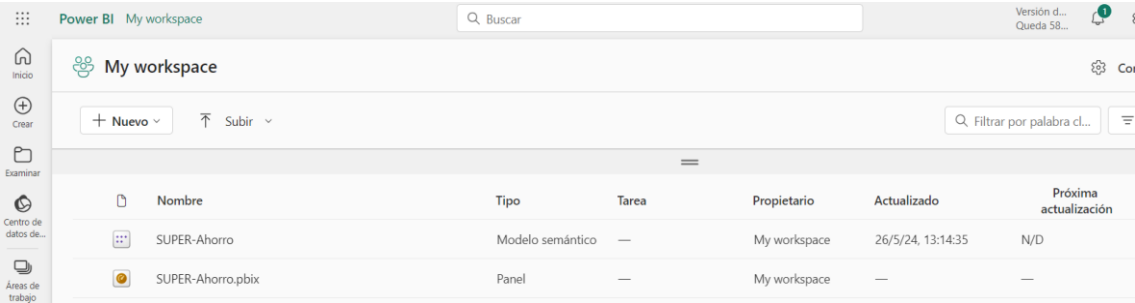 Power BI My workspace
Buscar
Versión d...
Queda 58...
1
Inicio
My workspace
Crear
Nuevo
Subir
Filtrar por palabra cl...
Examinar
Centro de
datos de...
Nombre Tipo Tarea Propietario Actualizado Próxima
actualización
SUPER-Ahorro Modelo semántico — My workspace 26/5/24, 13:14:35 N/D
SUPER-Ahorro.pbix Panel — My workspace — —
Áreas de
trabajo